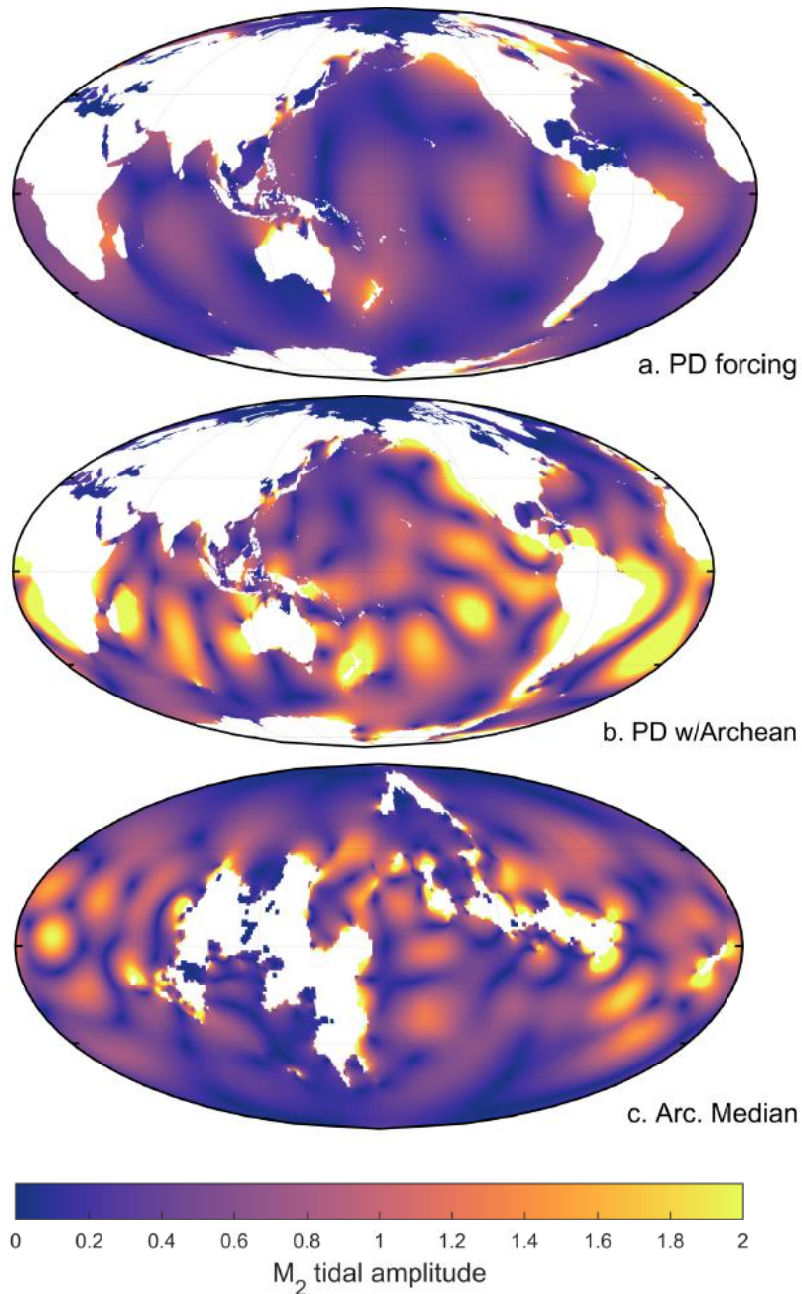 a. PD forcing
b. PD w/Archean
c. Arc. Median
0 0.2 0.4 0.6 0.8 1 1.2 1.4 1.6 1.8 2
M2 tidal amplitude